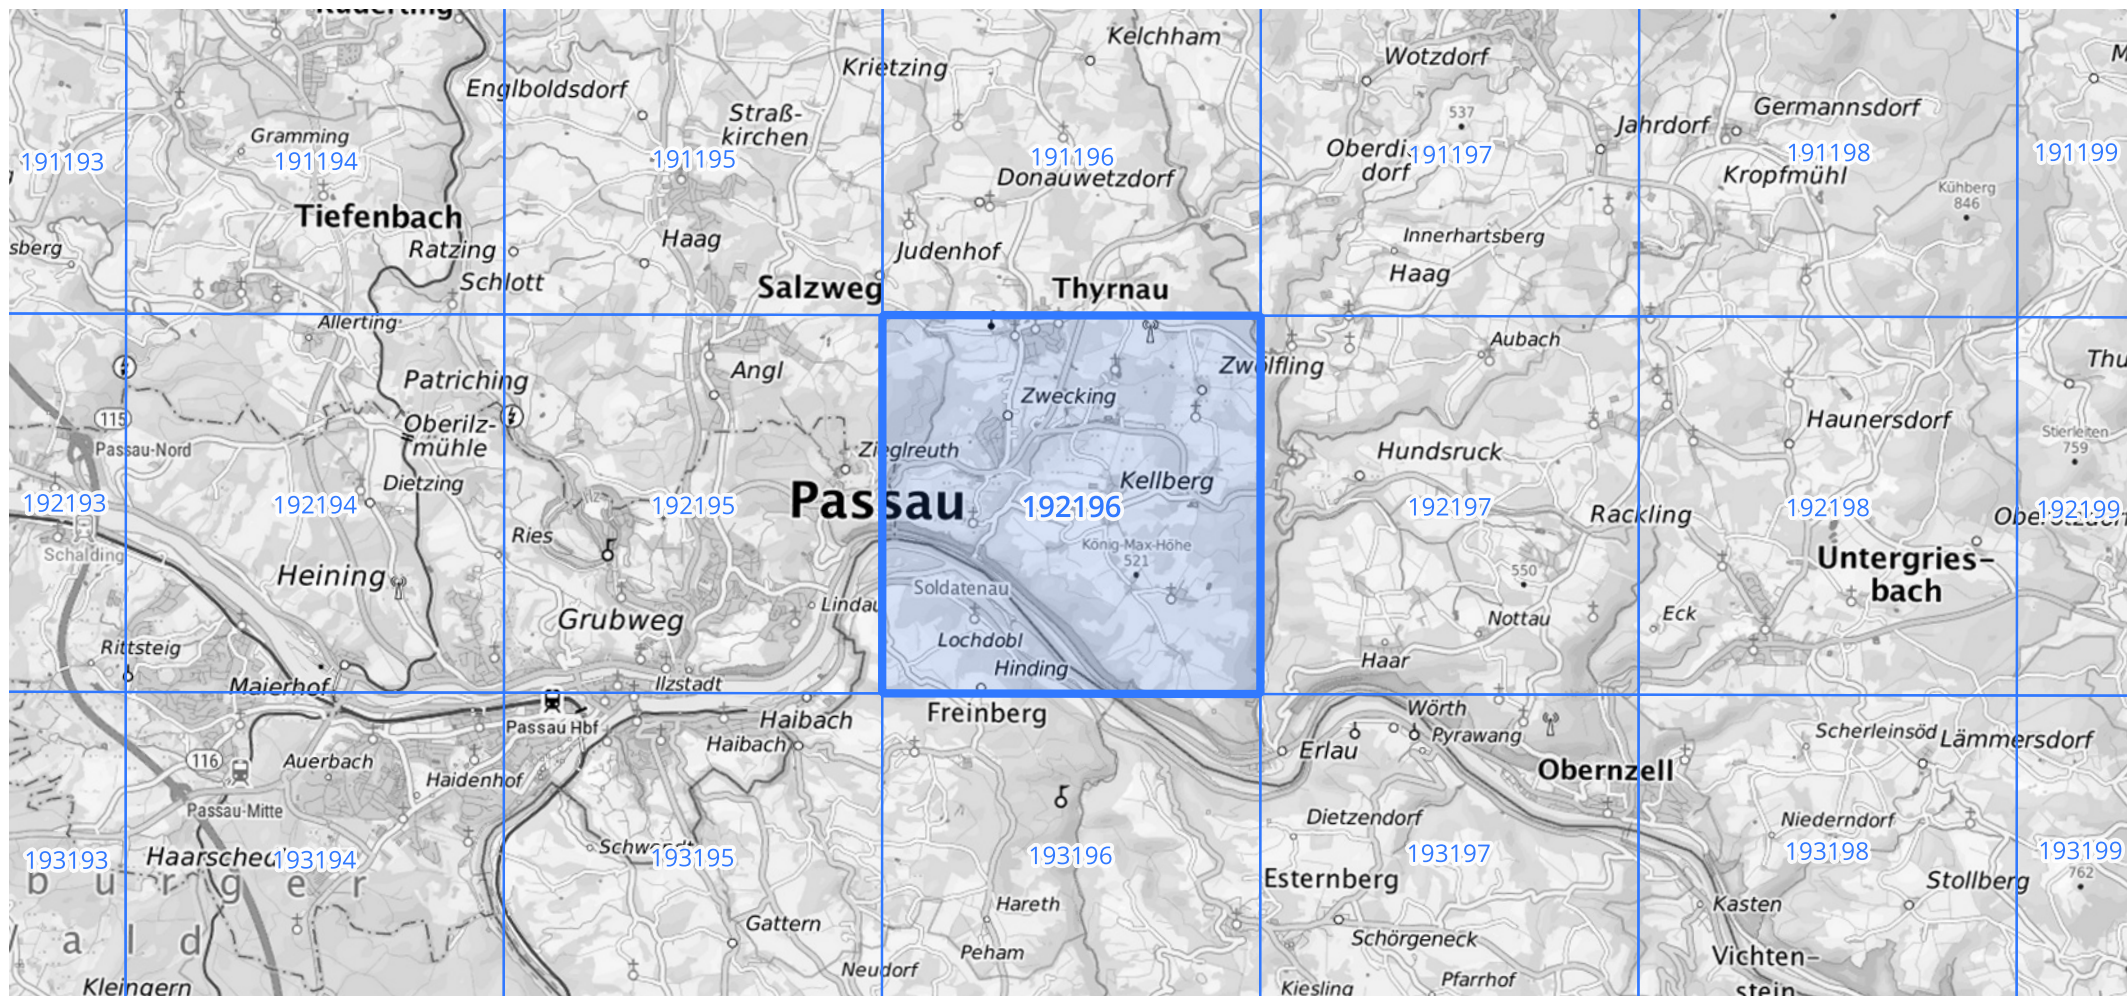 Kelchham
Krietzing
Wotzdorf
Englboldsdorf
Straß-
kirchen
537
Germannsdorf
Jahrdorf
Gramming
191193
191194
191195
191196
191197
191198
191199
Donauwetzdorf
dorf
Kropfmühl
Kühberg
846
Tiefenbach
Ratzing
Haag
Judenhof
Innerhartsberg
sberg
Schlott
Salzweg
Thyrnau
Haag
Allerting
Aubach
Patriching
Angl
Zwölfling
Zwecking
115
Oberilz-
mühle
Passau-Nord
Zieglreuth
Haunersdorf
Stierleiten
759
Hundsruck
Dietzing
Kellberg
Passau
192193
192194
192195
192196
192197
192198
192199
Rackling
Ilz
Ries
Schalding
König-Max-Höhe
521
Untergries-
bach
550
Heining
Soldatenau
Lindau
Grubweg
Nottau
Eck
Rittsteig
Lochdobl
Hinding
Haar
Maierhof
Ilzstadt
Passau Hbf
Haibach
Haibach
Freinberg
Wörth
Pyrawang
Erlau
Scherleinsöd
Lämmersdorf
116
Auerbach
Haidenhof
Obernzell
Passau-Mitte
Dietzendorf
Niederndorf
193193
193194
193195
193196
193197
193198
193199
burger
Esternberg
Stollberg
762
Hareth
Kasten
Gattern
ald
Peham
Schörgeneck
Neudorf
Vichten-
stein
Kleingern
Kiesling
Pfarrhof